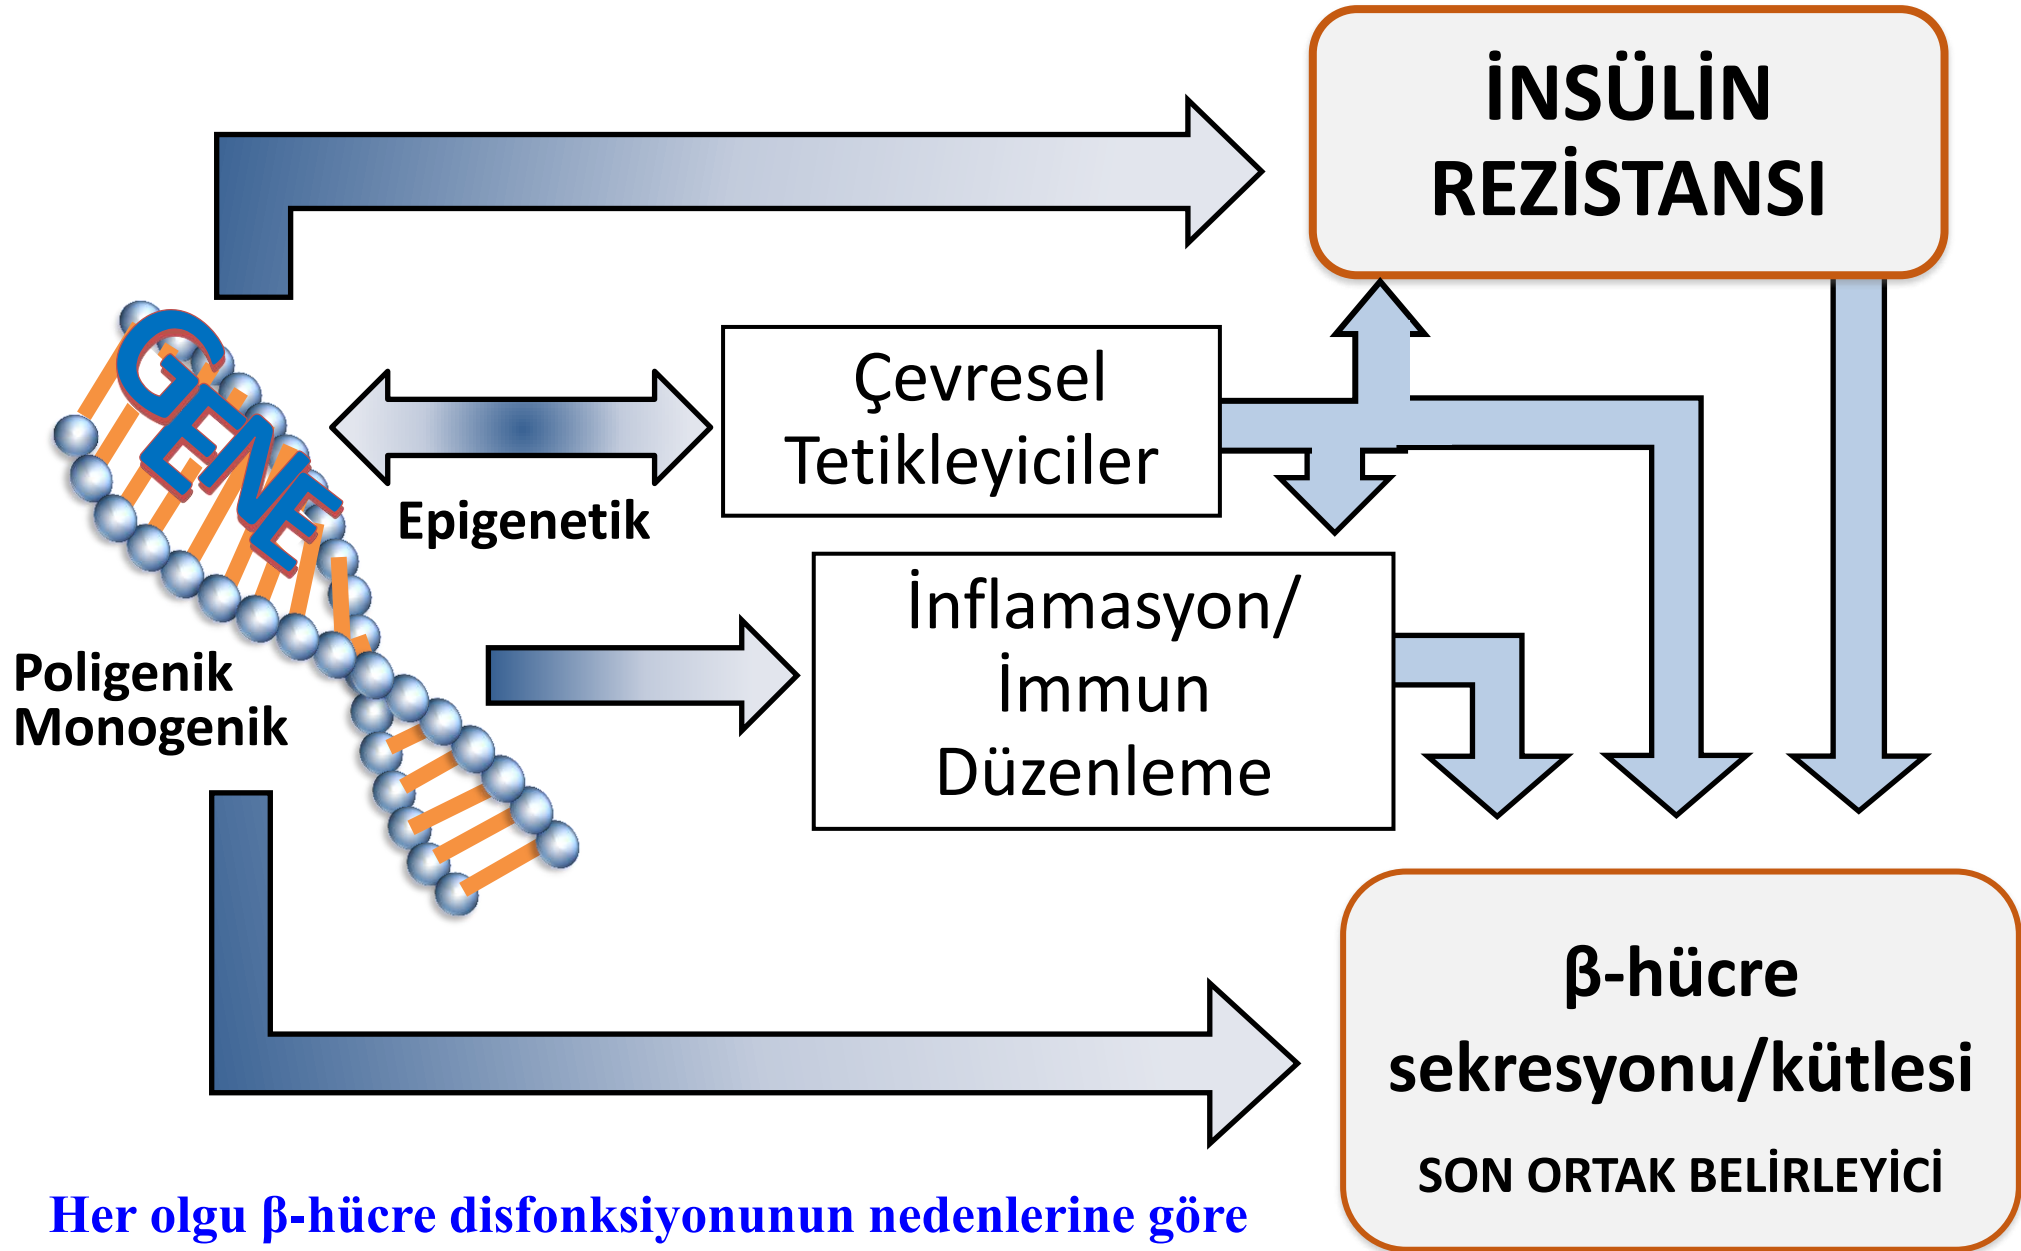 İNSÜLİN
REZİSTANSI
GENE
Çevresel
Tetikleyiciler
Epigenetik
İnflamasyon/
İmmun
Düzenleme
Poligenik
Monogenik
β-hücre
sekresyonu/kütlesi
SON ORTAK BELİRLEYİCİ
Her olgu β-hücre disfonksiyonunun nedenlerine göre